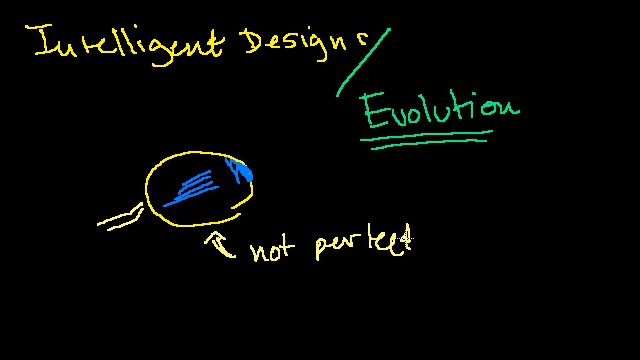 Intelligent Designs /
Evolution
not perfect